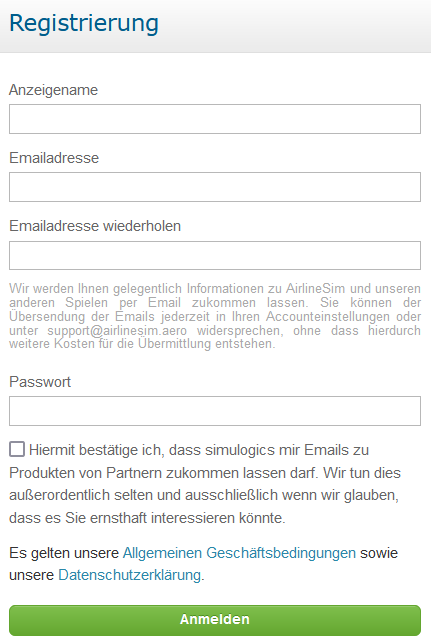 Registrierung
Anzeigename
Emailadresse
Emailadresse wiederholen
Wir werden Ihnen gelegentlich Informationen zu AirlineSim und unseren
anderen Spielen per Email zukommen lassen. Sie können der
Übersendung der Emails jederzeit in Ihren Accounteinstellungen oder
unter support@airlinesim.aero widersprechen, ohne dass hierdurch
weitere Kosten für die Übermittlung entstehen.
Passwort
Hiermit bestätige ich, dass simulogics mir Emails zu
Produkten von Partnern zukommen lassen darf. Wir tun dies
außerordentlich selten und ausschließlich wenn wir glauben,
dass es Sie ernsthaft interessieren könnte.
Es gelten unsere Allgemeinen Geschäftsbedingungen sowie
unsere Datenschutzerklärung.
Anmelden